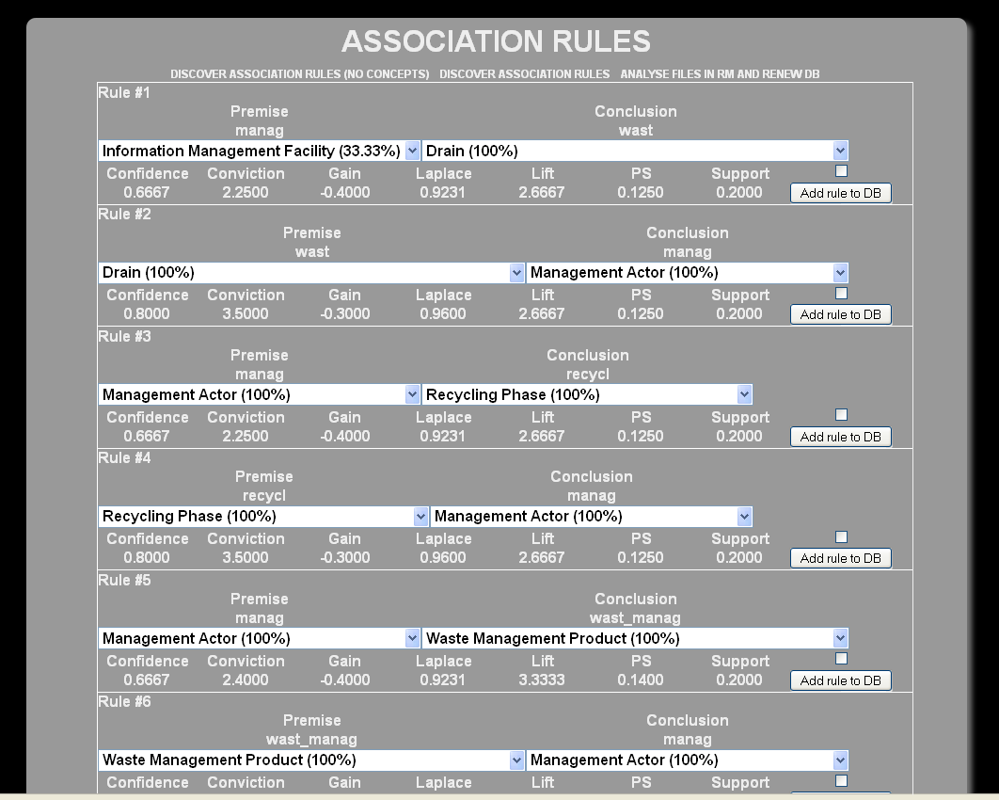 ASSOCIATION RULES
DISCOVER ASSOCIATION RULES (NO CONCEPTS) DISCOVER ASSOCIATION RULES ANALYSE FILES IN RM AND RENEW DB
Rule #1
Premise Conclusion
manag wast
Information Management Facility (33.33%) Drain (100%)
Confidence Conviction Gain Laplace Lift PS Support
0.6667 2.2500 -0.4000 0.9231 2.6667 0.1250 0.2000 Add rule to DB
Rule #2
Premise Conclusion
wast manag
Drain (100%) Management Actor (100%)
Confidence Conviction Gain Laplace Lift PS Support
0.8000 3.5000 -0.3000 0.9600 2.6667 0.1250 0.2000 Add rule to DB
Rule #3
Premise Conclusion
manag recycl
Management Actor (100%) Recycling Phase (100%)
Confidence Conviction Gain Laplace Lift PS Support
0.6667 2.2500 -0.4000 0.9231 2.6667 0.1250 0.2000 Add rule to DB
Rule #4
Premise Conclusion
recycl manag
Recycling Phase (100%) Management Actor (100%)
Confidence Conviction Gain Laplace Lift PS Support
0.8000 3.5000 -0.3000 0.9600 2.6667 0.1250 0.2000 Add rule to DB
Rule #5
Premise Conclusion
manag wast_manag
Management Actor (100%) Waste Management Product (100%)
Confidence Conviction Gain Laplace Lift PS Support
0.6667 2.4000 -0.4000 0.9231 3.3333 0.1400 0.2000 Add rule to DB
Rule #6
Premise Conclusion
wast_manag manag
Waste Management Product (100%) Management Actor (100%)
Confidence Conviction Gain Laplace Lift PS Support